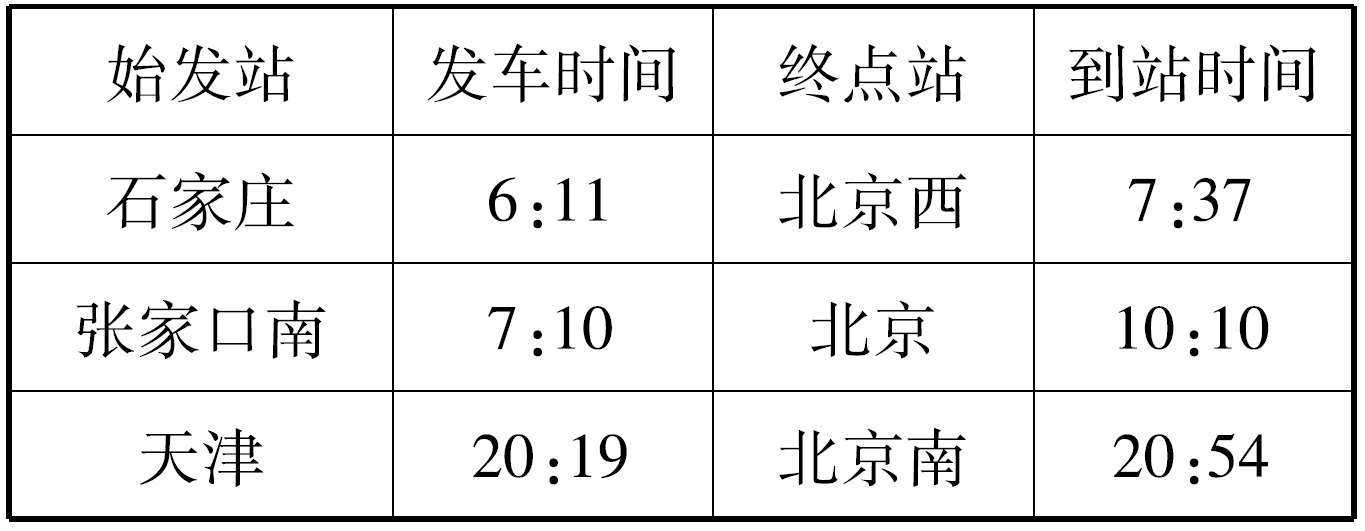 始发站 发车时间 终点站 到站时间
石家庄 6:11 北京西 7:37
张家口南 7:10 北京 10:10
天津 20:19 北京南 20:54